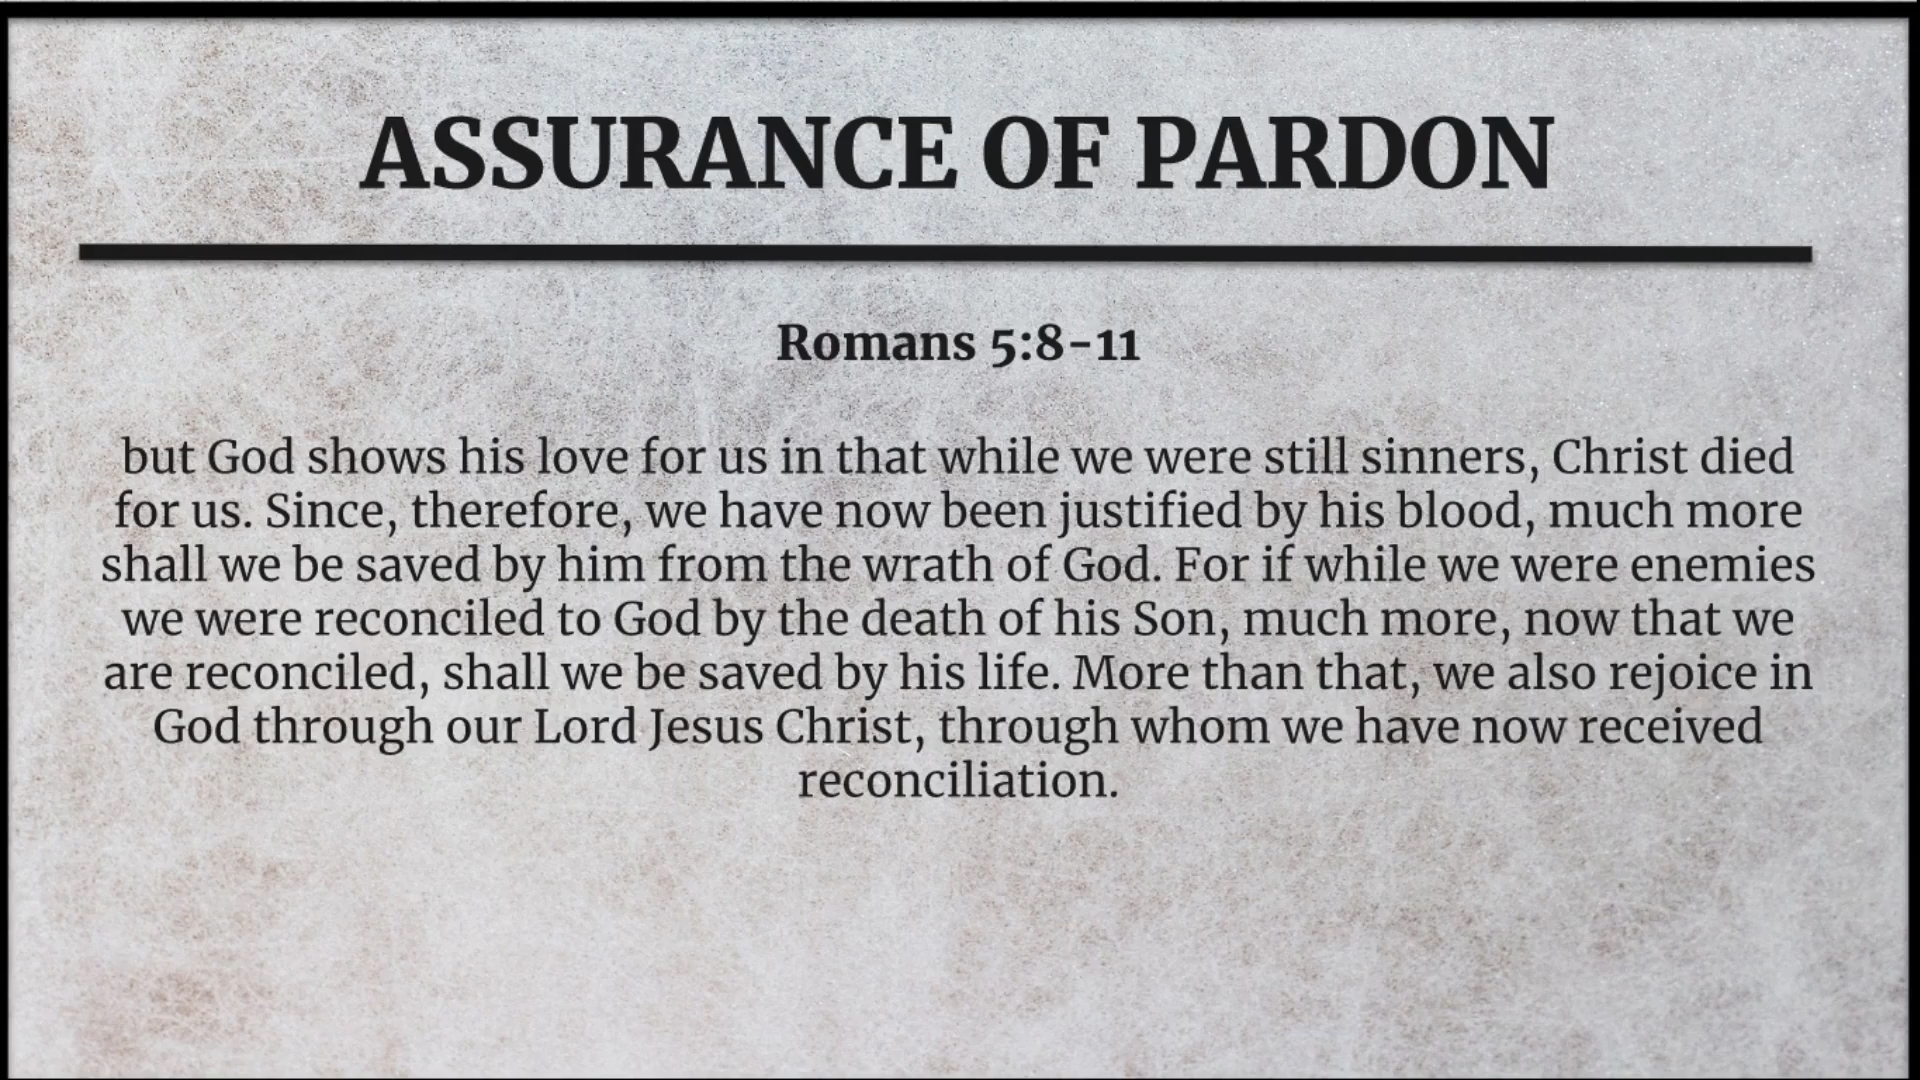 ASSURANCE OF PARDON
Romans 5:8-11
but God shows his love for us in that while we were still sinners, Christ died
for us. Since, therefore, we have now been justified by his blood, much more
shall we be saved by him from the wrath of God. For if while we were enemies
we were reconciled to God by the death of his Son, much more, now that we
are reconciled, shall we be saved by his life. More than that, we also rejoice in
God through our Lord Jesus Christ, through whom we have now received
reconciliation.